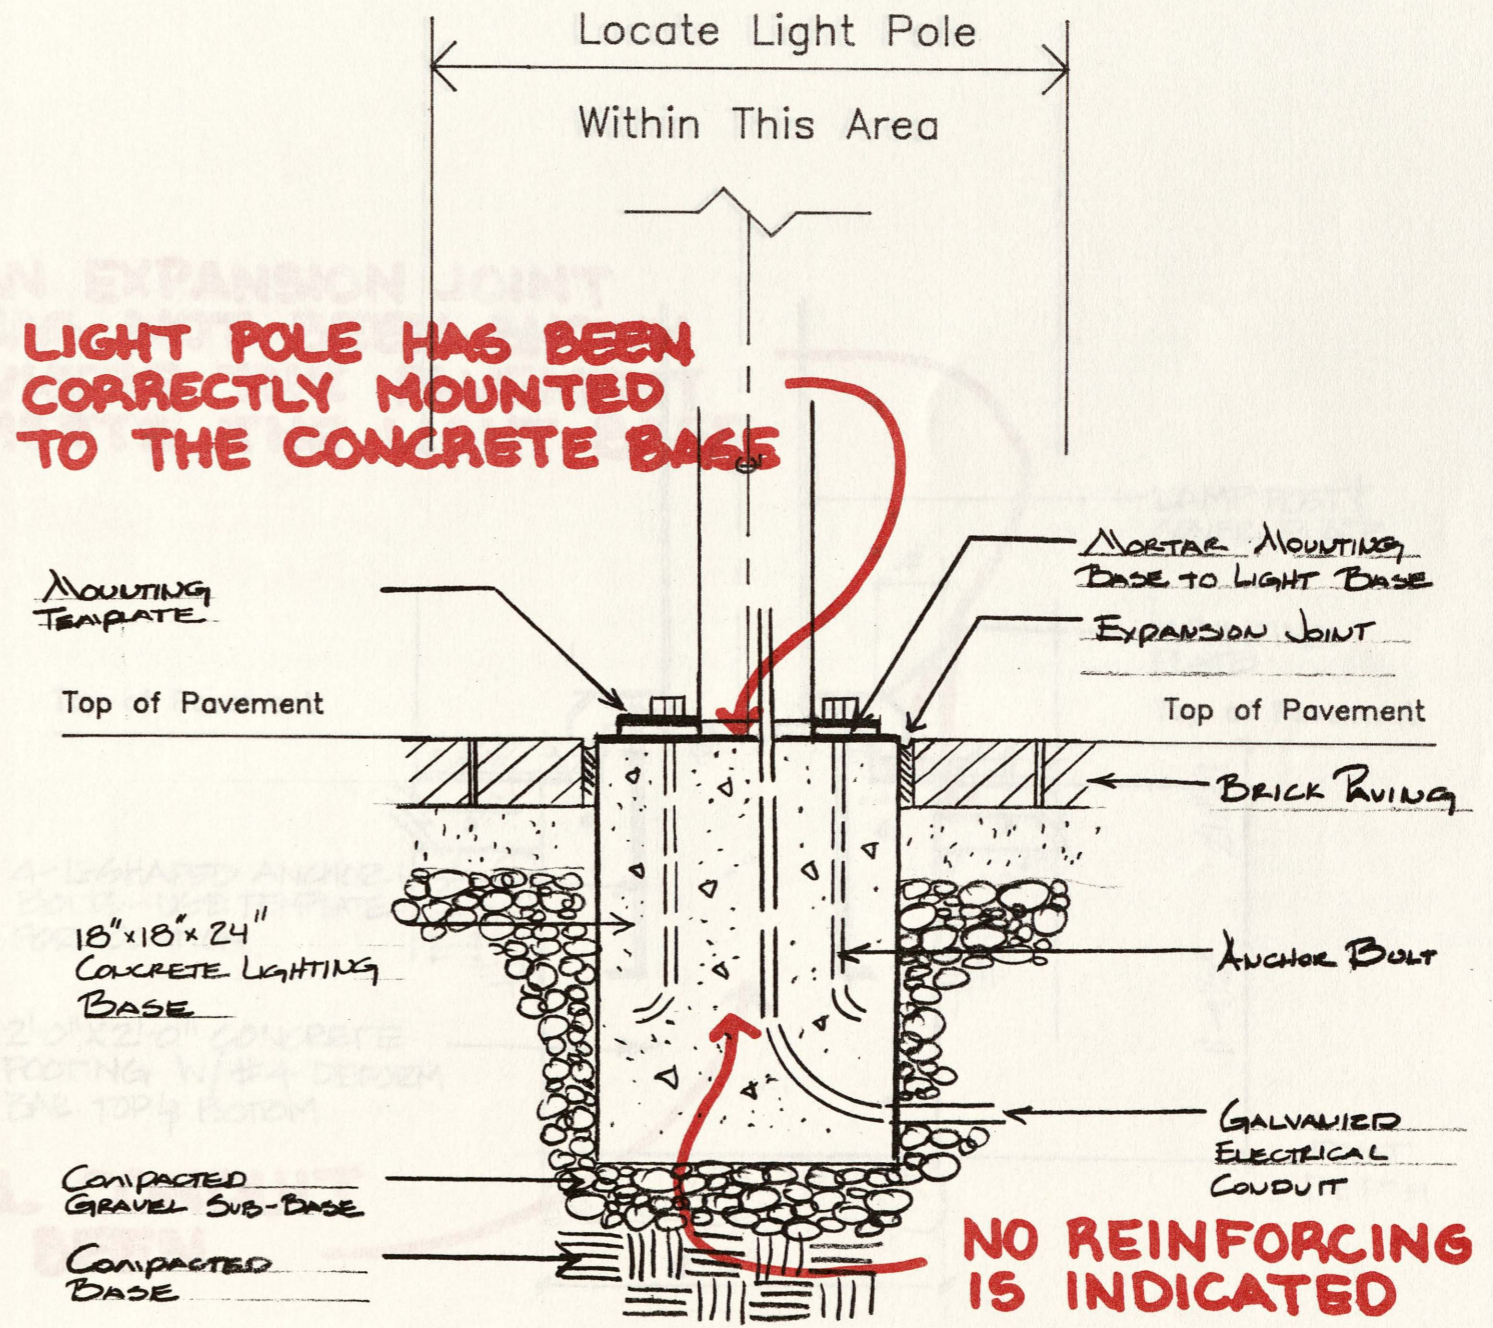 Locate Light Pole
Within This Area
LIGHT POLE HAS BEEN
CORRECTLY MOUNTED
TO THE CONCRETE BASE
MORTAR MOUNTING
BASE TO LIGHT BASE
EXPANSION JOINT
MOUNTING
TEMPLATE
Top of Pavement
Top of Pavement
BRICK PAVING
18"x18"x24"
CONCRETE LIGHTING
BASE
ANCHOR BOLT
GALVANIZED
ELECTRICAL
CONDUIT
COMPACTED
GRAVEL SUB-BASE
COMPACTED
BASE
NO REINFORCING
IS INDICATED